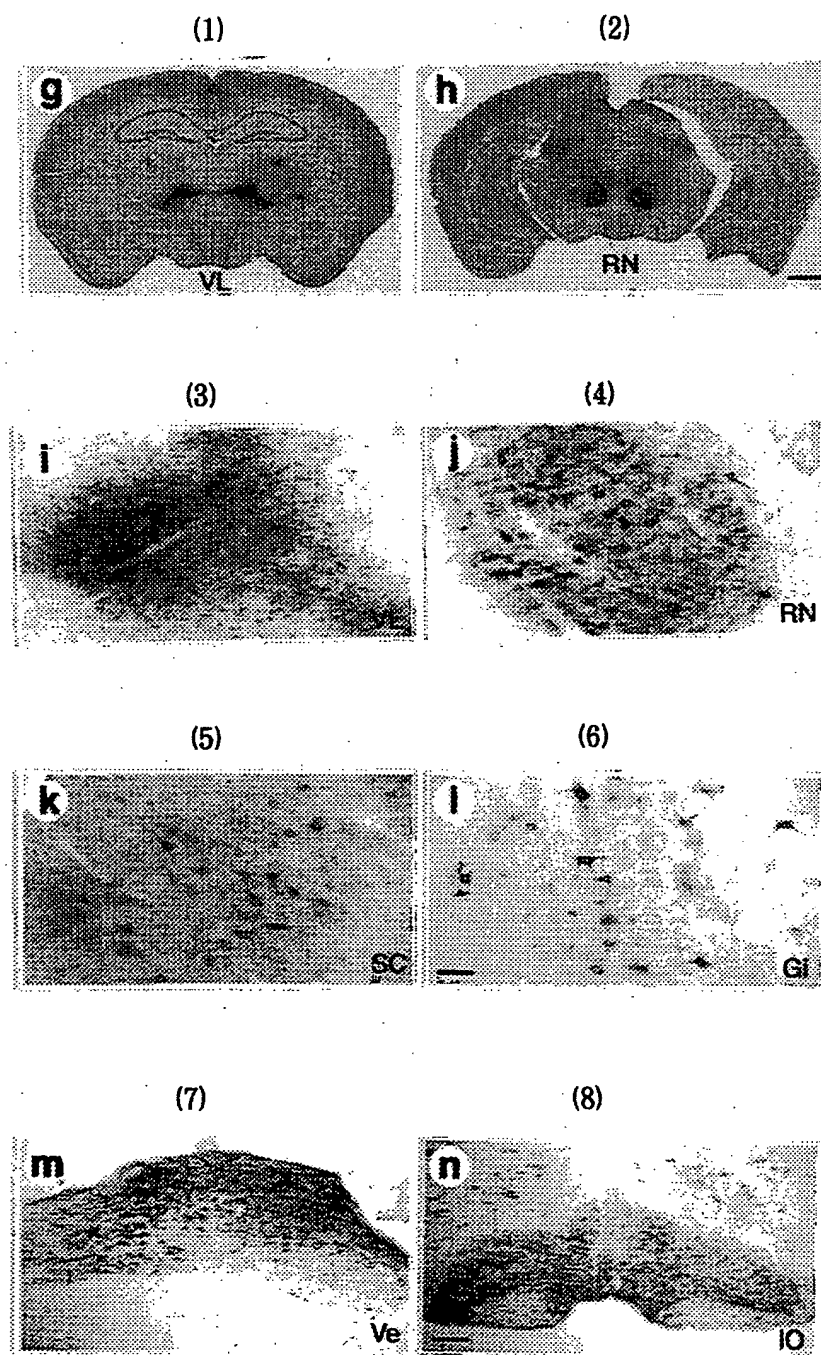 (1) (2)
g h
VL RN
(3) (4)
i j
VL RN
(5) (6)
k l
SC Gi
(7) (8)
m n
Ve IO